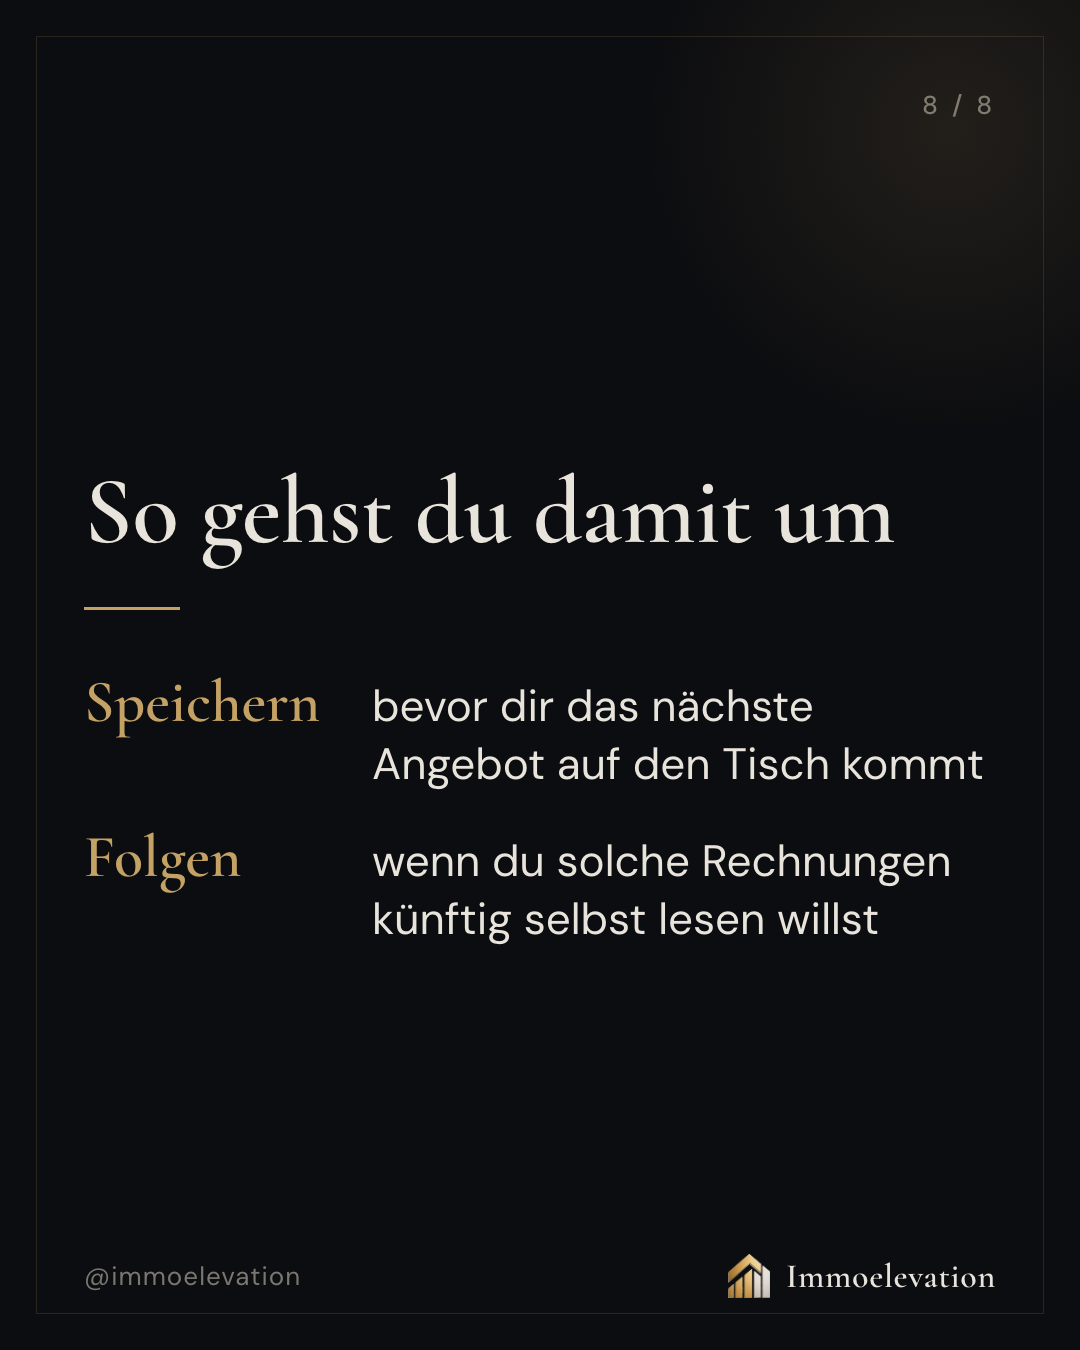 8 / 8
So gehst du damit um
Speichern bevor dir das nächste
Angebot auf den Tisch kommt
Folgen wenn du solche Rechnungen
künftig selbst lesen willst
@immoelevation Immoelevation